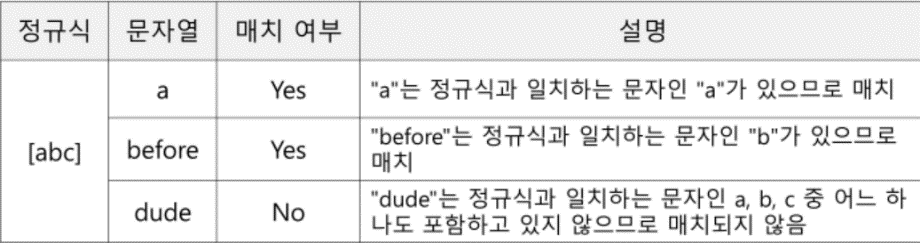 정규식 문자열 매치 여부 설명
[abc]
a Yes "a"는 정규식과 일치하는 문자인 "a"가 있으므로 매치
before Yes "before"는 정규식과 일치하는 문자인 "b"가 있으므로
매치
dude No "dude"는 정규식과 일치하는 문자인 a, b, c 중 어느 하
나도 포함하고 있지 않으므로 매치되지 않음